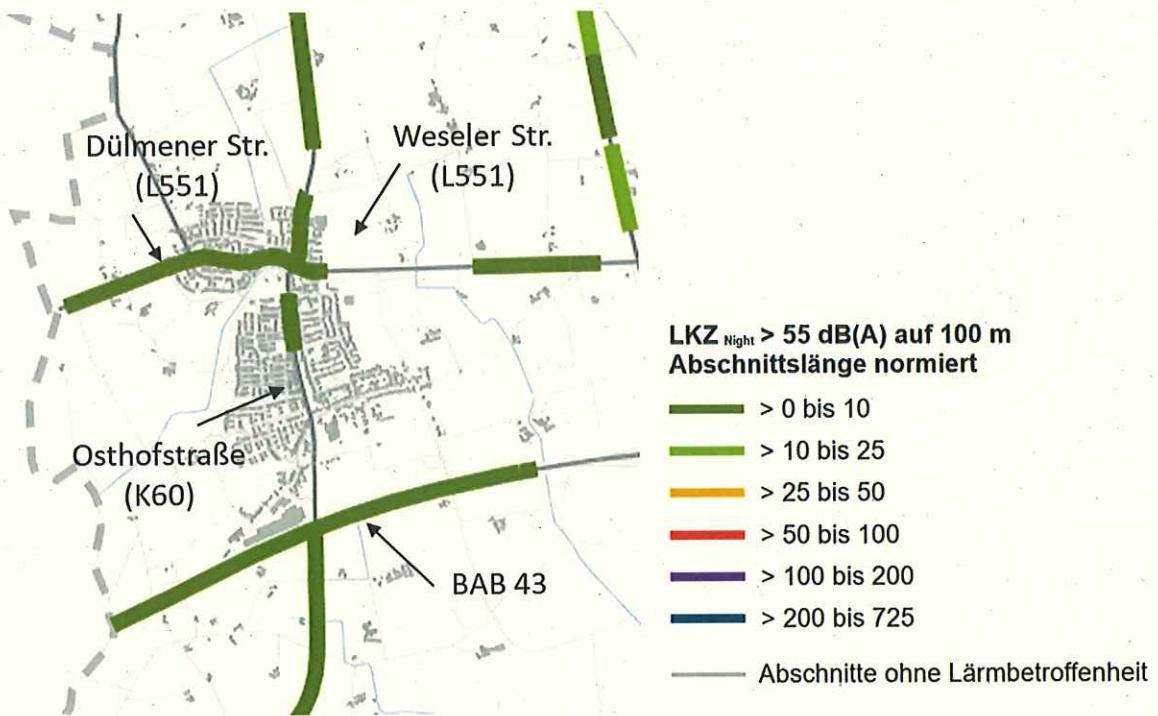 Dülmener Str.
(L551)
Weseler Str.
(L551)
Osthofstraße
(K60)
BAB 43
LKZ Night > 55 dB(A) auf 100 m
Abschnittslänge normiert
> 0 bis 10
> 10 bis 25
> 25 bis 50
> 50 bis 100
> 100 bis 200
> 200 bis 725
Abschnitte ohne Lärmbetroffenheit